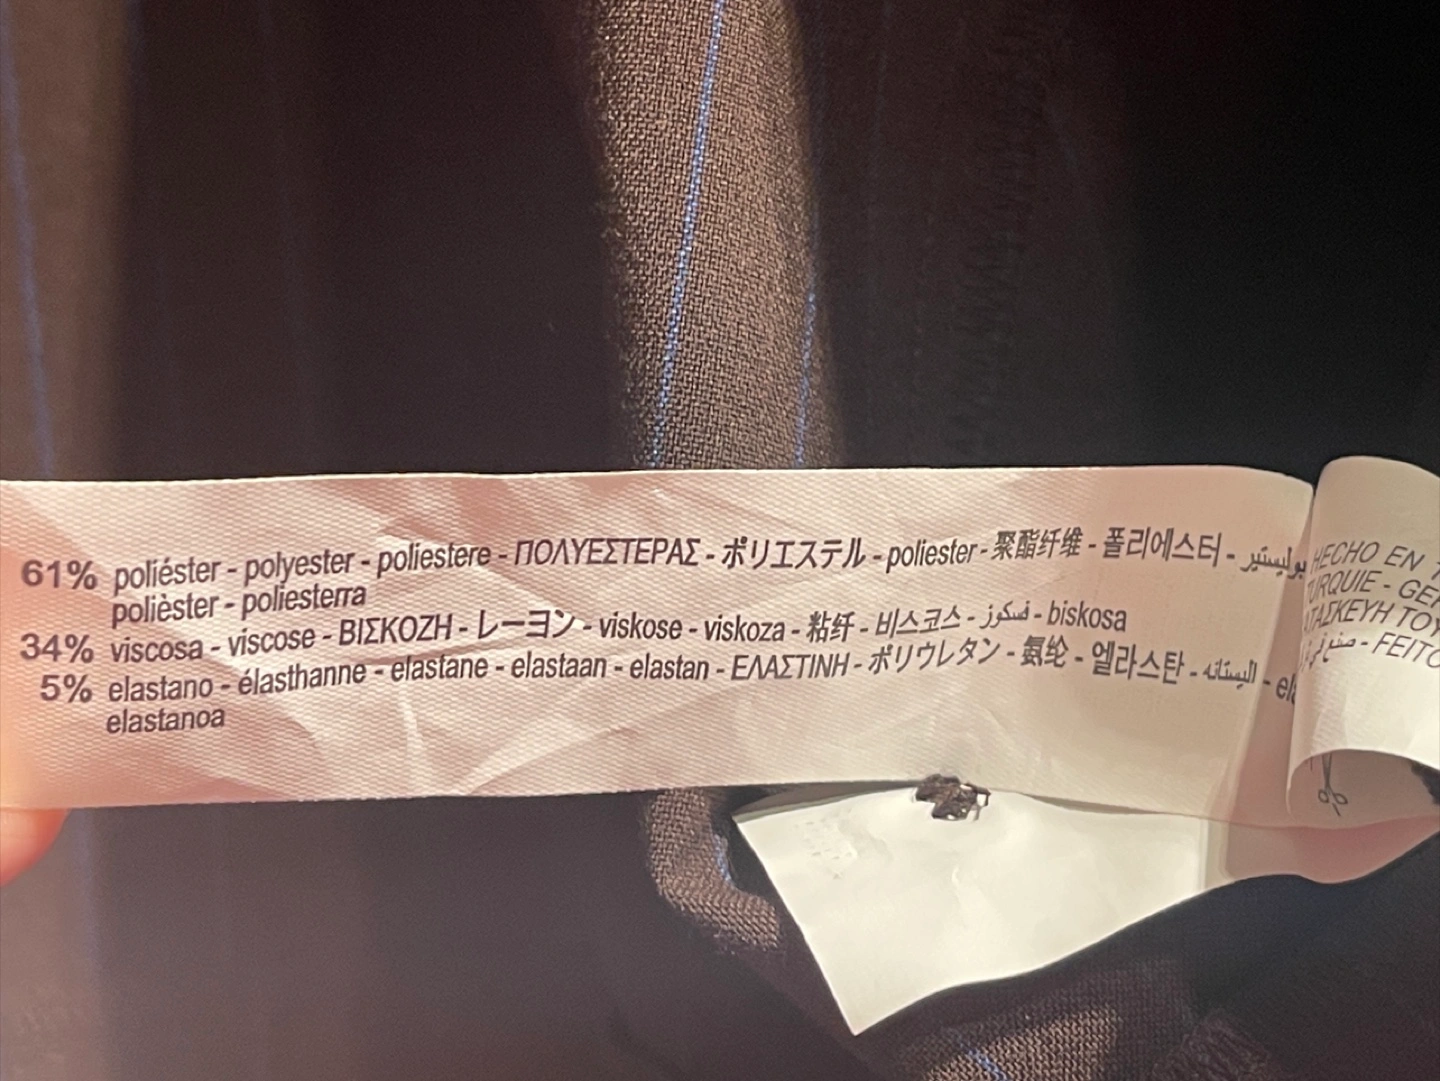 61% poliéster - polyester - poliestere - ΠΟΛΥΕΣΤΕΡΑΣ - ポリエステル - poliester - 聚酯纤维 - 폴리에스터 - بوليستير
polièster - poliesterra
34% viscosa - viscose - ΒΙΣΚΟΖΗ - レーヨン - viskose - viskoza - 粘纤 - 비스코스 - فسكوز - biskosa
5% elastano - élasthanne - elastane - elastaan - elastan - ΕΛΑΣΤΙΝΗ - ポリウレタン - 氨纶 - 엘라스탄 - اليستانه -
elastanoa
HECHO EN
TURQUIE -
ΤΟΥ
صنع في - FEITO